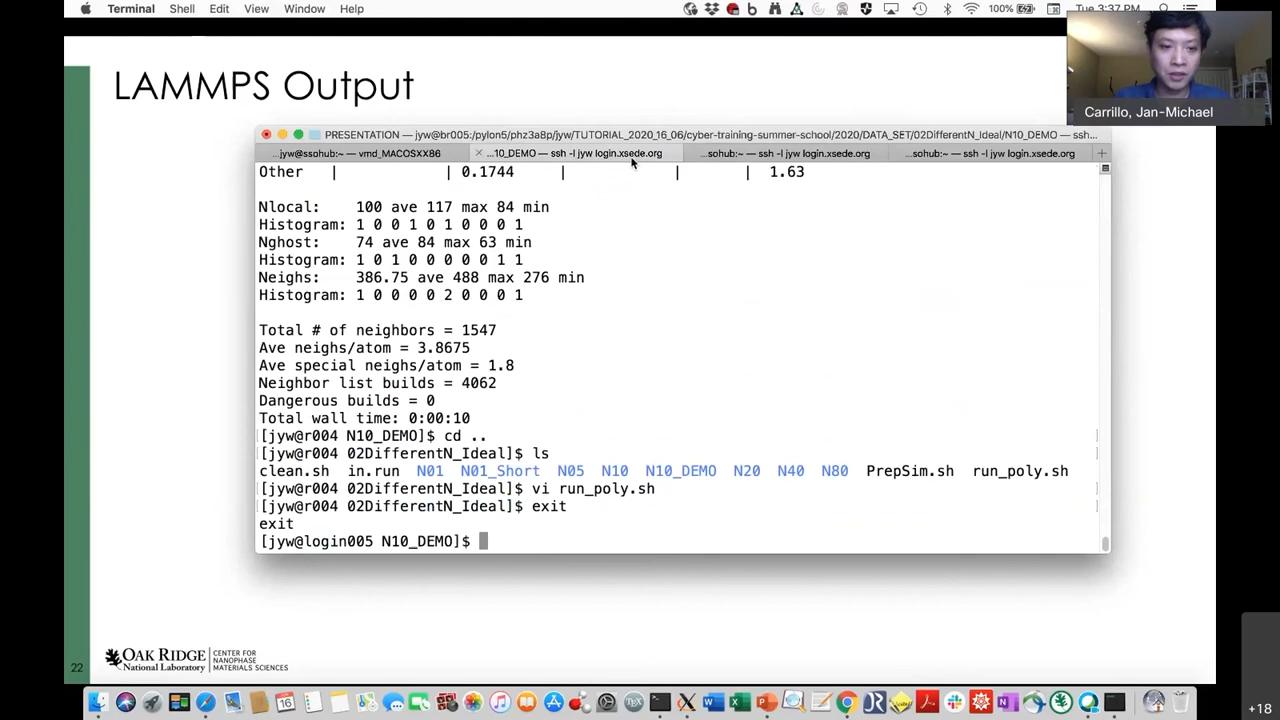 Terminal Shell Edit View Window Help
100% Tue 3:37 PM
Carrillo, Jan-Michael
LAMMPS Output
PRESENTATION — jyw@br005:/pylon5/phz3a8p/jyw/TUTORIAL_2020_16_06/cyber-training-summer-school/2020/DATA_SET/02DifferentN_Ideal/N10_DEMO — ssh...
...jyw@ssohub:~ — vmd_MACOSXX86 ...10_DEMO — ssh -l jyw login.xsede.org ...sohub:~ — ssh -l jyw login.xsede.org ...sohub:~ — ssh -l jyw login.xsede.org
Other | | 0.1744 | | | 1.63
Nlocal: 100 ave 117 max 84 min
Histogram: 1 0 0 1 0 1 0 0 0 1
Nghost: 74 ave 84 max 63 min
Histogram: 1 0 1 0 0 0 0 0 1 1
Neighs: 386.75 ave 488 max 276 min
Histogram: 1 0 0 0 0 2 0 0 0 1
Total # of neighbors = 1547
Ave neighs/atom = 3.8675
Ave special neighs/atom = 1.8
Neighbor list builds = 4062
Dangerous builds = 0
Total wall time: 0:00:10
[jyw@r004 N10_DEMO]$ cd ..
[jyw@r004 02DifferentN_Ideal]$ ls
clean.sh in.run N01 N01_Short N05 N10 N10_DEMO N20 N40 N80 PrepSim.sh run_poly.sh
[jyw@r004 02DifferentN_Ideal]$ vi run_poly.sh
[jyw@r004 02DifferentN_Ideal]$ exit
exit
[jyw@login005 N10_DEMO]$
22
OAK RIDGE
National Laboratory
CENTER FOR
NANOPHASE
MATERIALS SCIENCES
+18